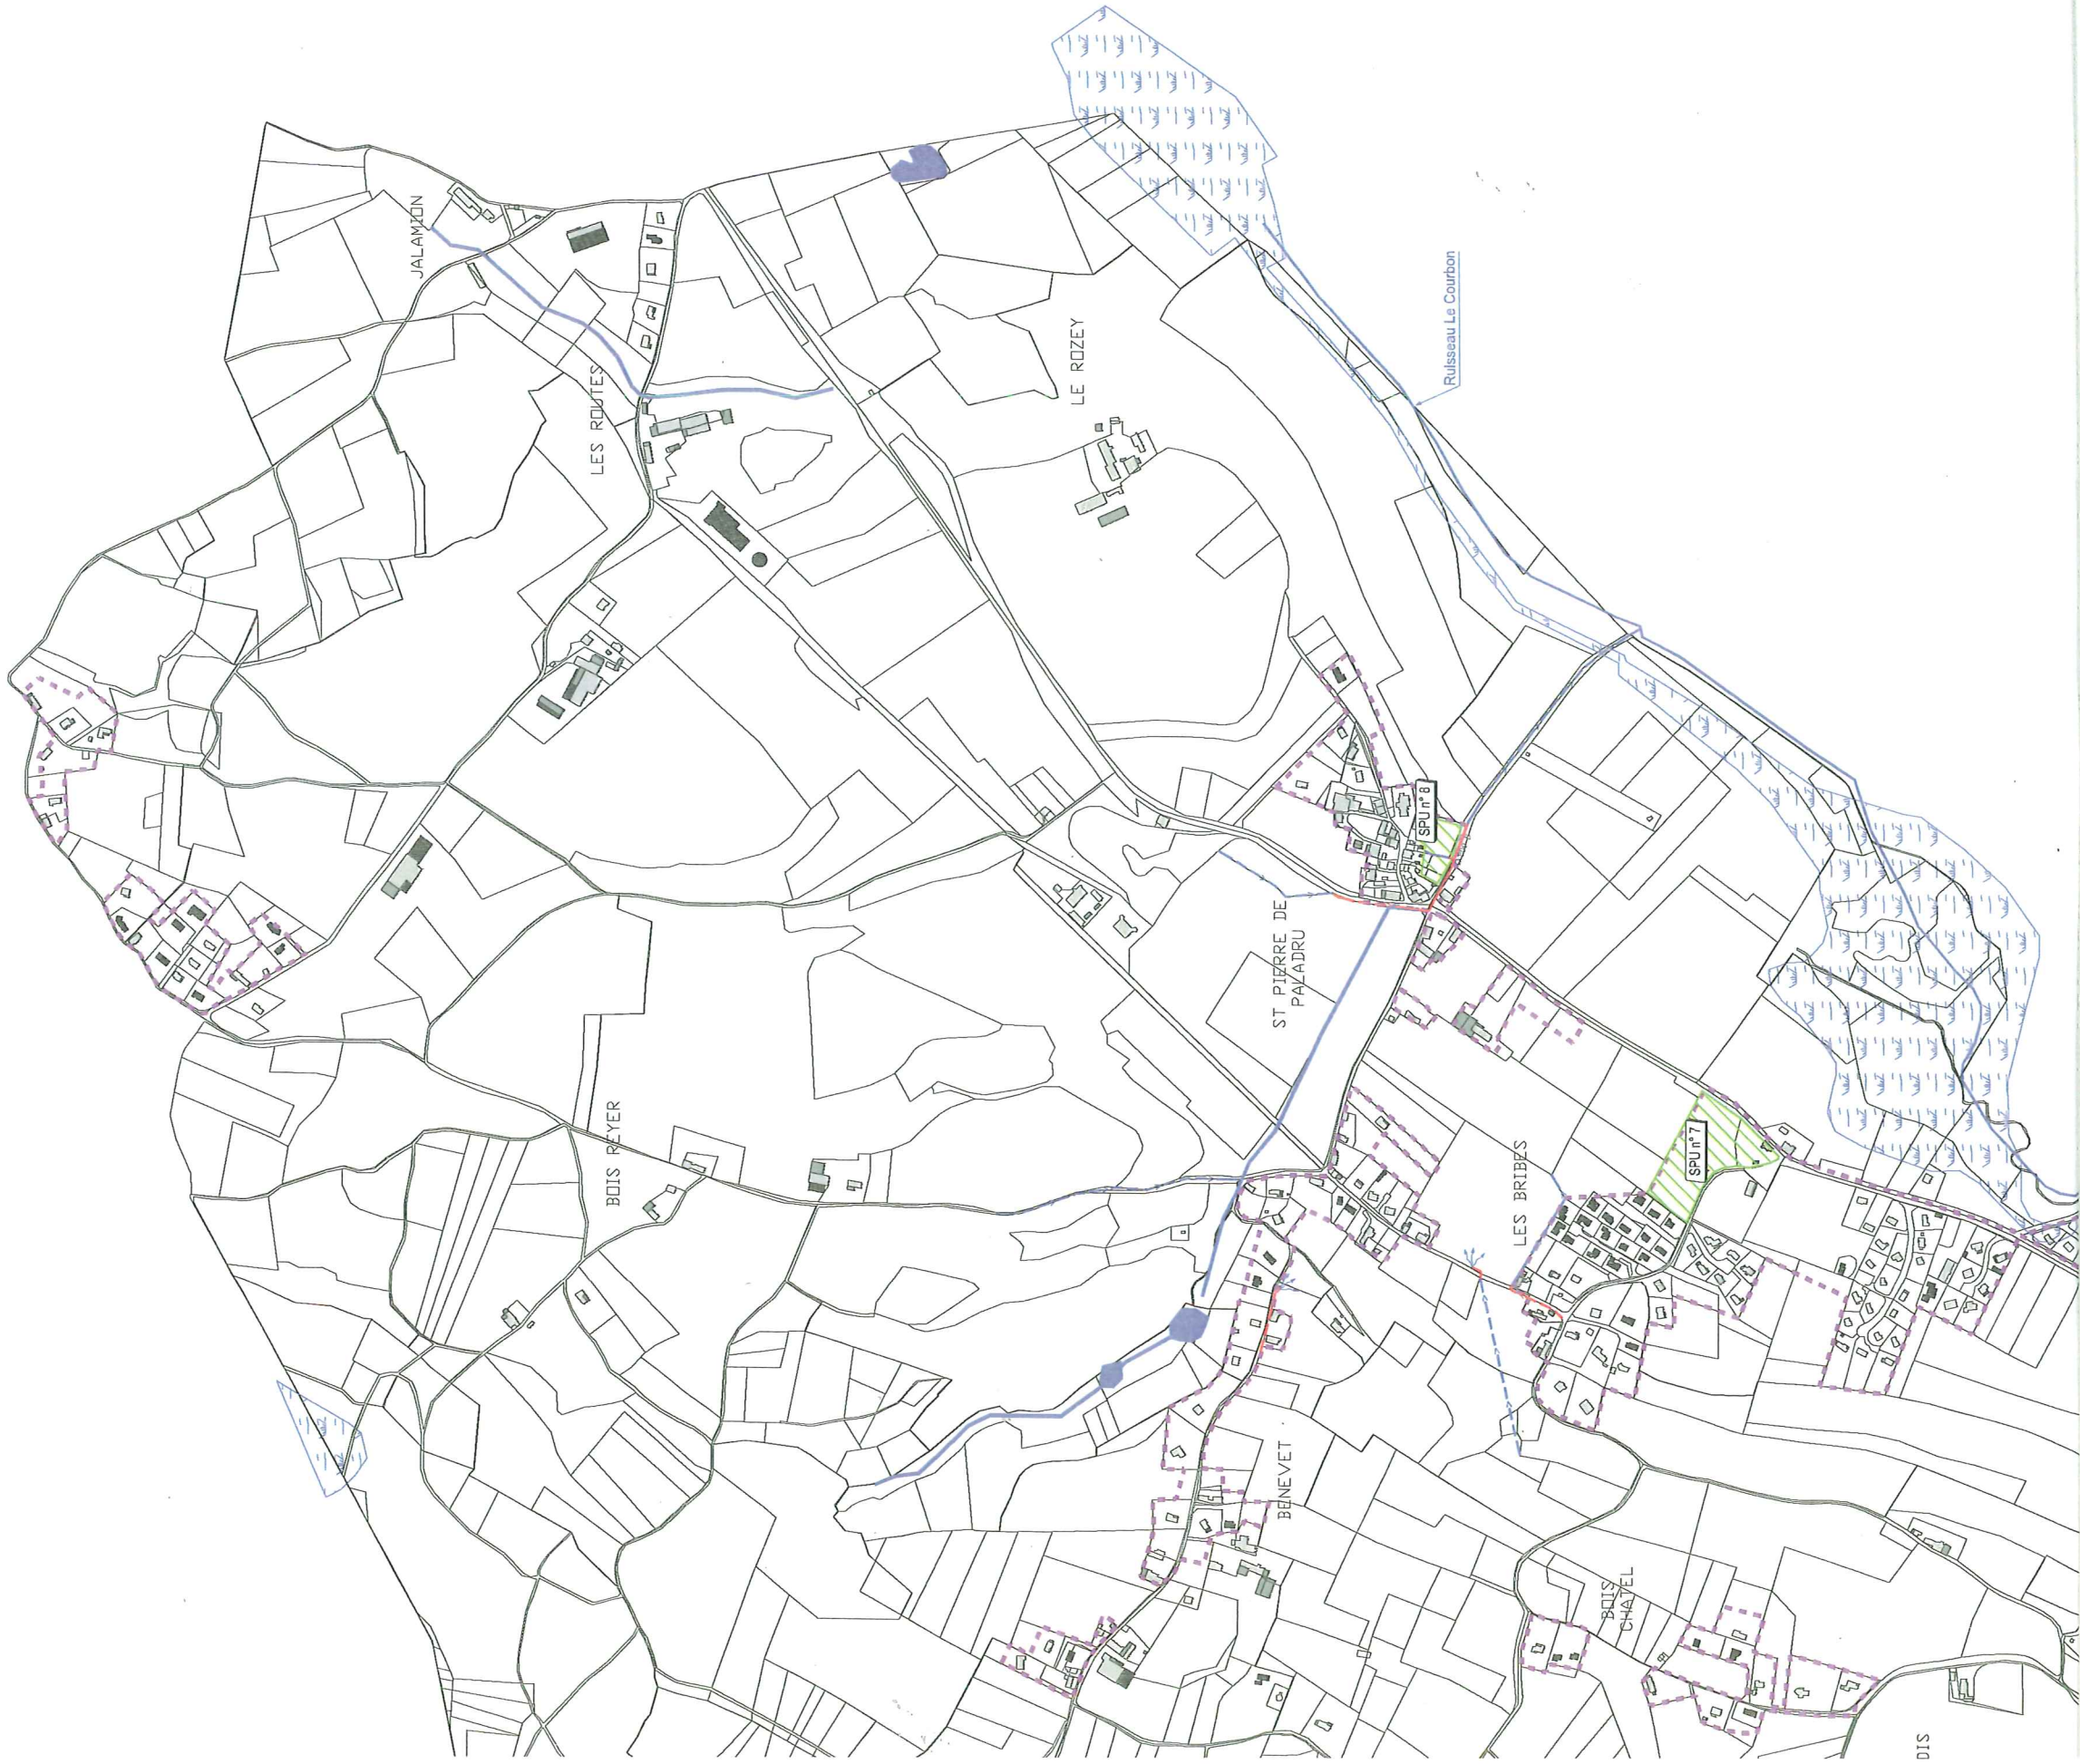 JALAMION
LES ROUTES
LE ROZEY
Ruisseau Le Courbon
SPU n° 8
ST PIERRE DE
PALADRU
BOIS REYER
SPU n° 7
LES BRIBES
BENEVET
BOIS
CHATEL
DIS